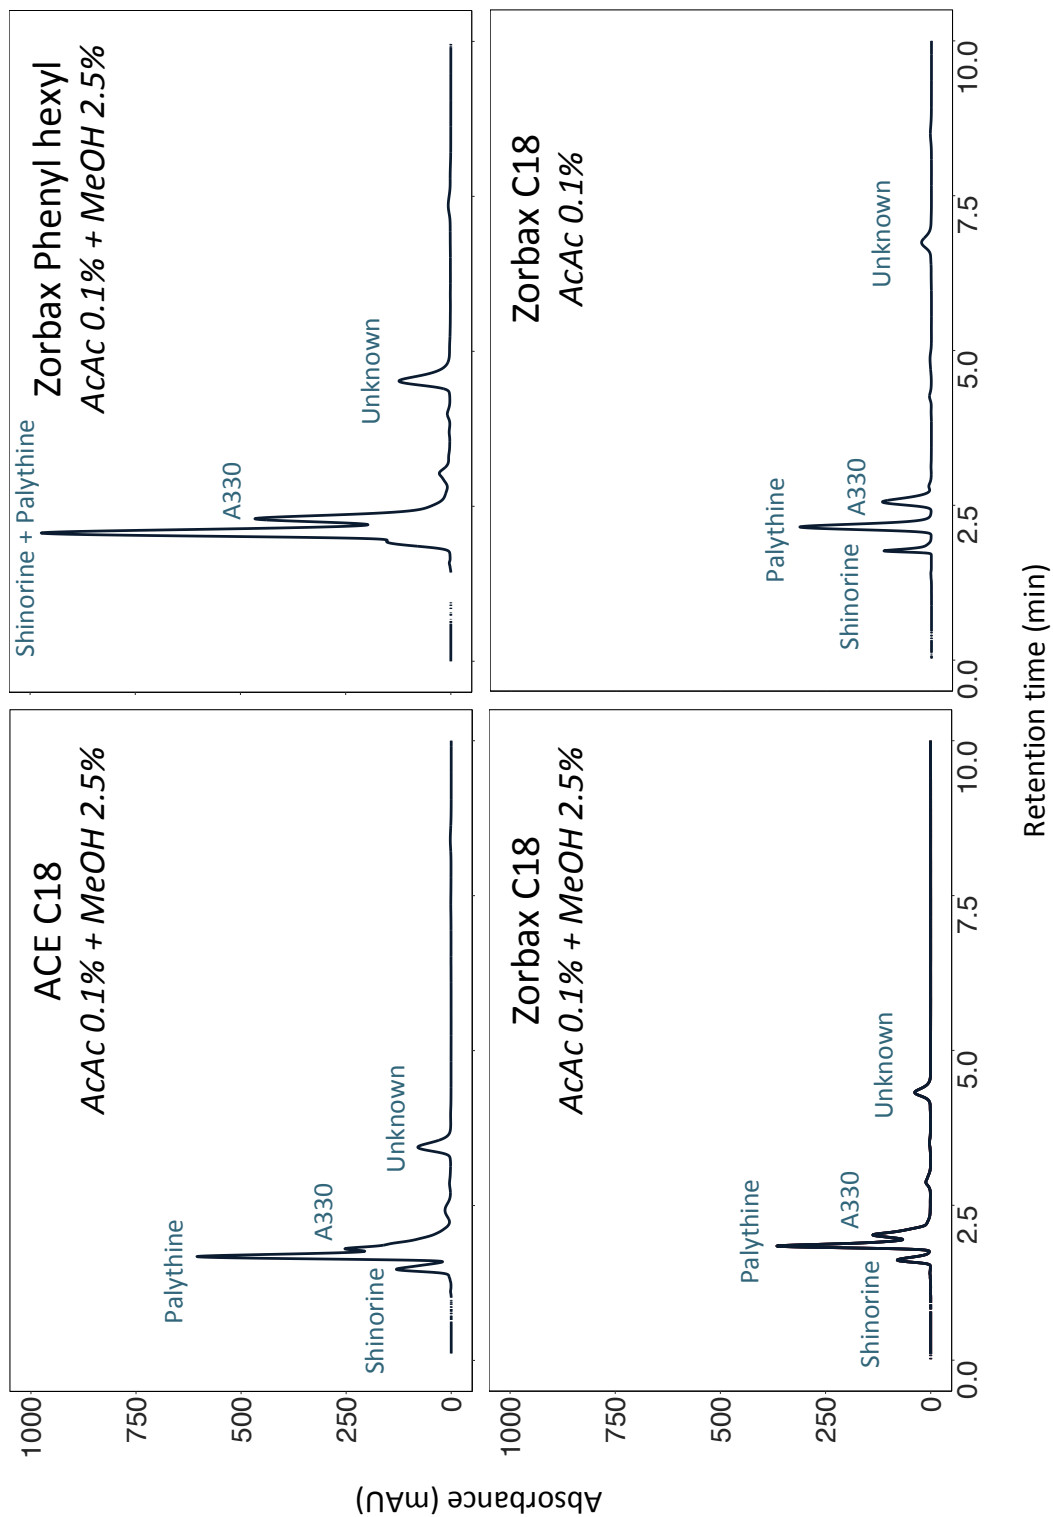 ACE C18
AcAc 0.1% + MeOH 2.5%
Palythine
A330
Shinorine
Unknown
Zorbax Phenyl hexyl
AcAc 0.1% + MeOH 2.5%
Shinorine + Palythine
A330
Unknown
1000
750
500
250
0
Zorbax C18
AcAc 0.1% + MeOH 2.5%
Palythine
A330
Shinorine
Unknown
Zorbax C18
AcAc 0.1%
Palythine
A330
Shinorine
Unknown
1000
750
500
250
0
0.0 2.5 5.0 7.5 10.0
0.0 2.5 5.0 7.5 10.0
Retention time (min)
Absorbance (mAU)